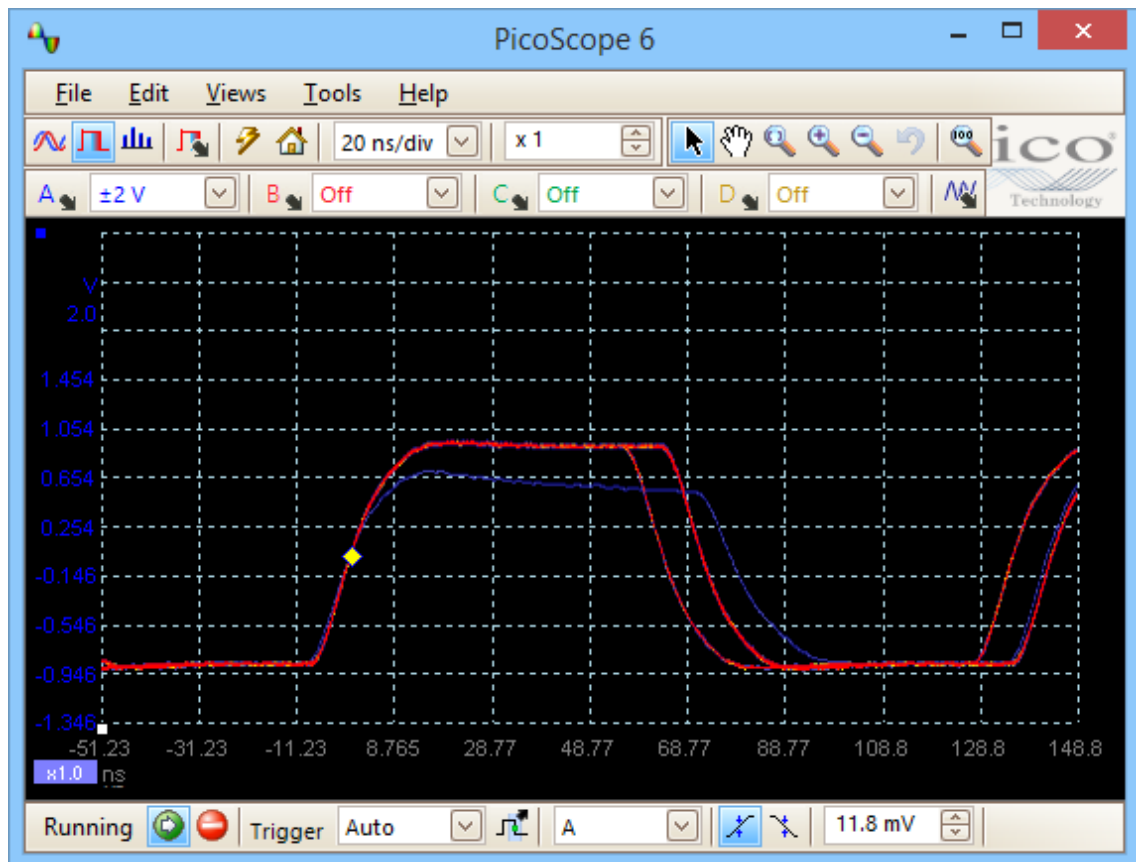 PicoScope 6
File Edit Views Tools Help
20 ns/div x 1 100 ico
A ±2 V B Off C Off D Off Technology
V
2.0
1.454
1.054
0.654
0.254
-0.146
-0.546
-0.946
-1.346
-51.23 -31.23 -11.23 8.765 28.77 48.77 68.77 88.77 108.8 128.8 148.8
x1.0 ns
Running Trigger Auto A 11.8 mV